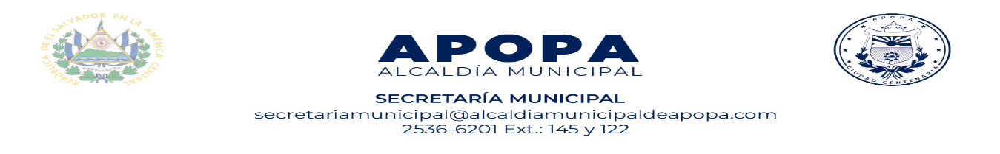 REPÚBLICA DE EL SALVADOR EN LA AMÉRICA CENTRAL
APOPA
ALCALDÍA MUNICIPAL
SECRETARÍA MUNICIPAL
secretariamunicipal@alcaldiamunicipaldeapopa.com
2536-6201 Ext.: 145 y 122
APOPA
CIUDAD CENTENARIA